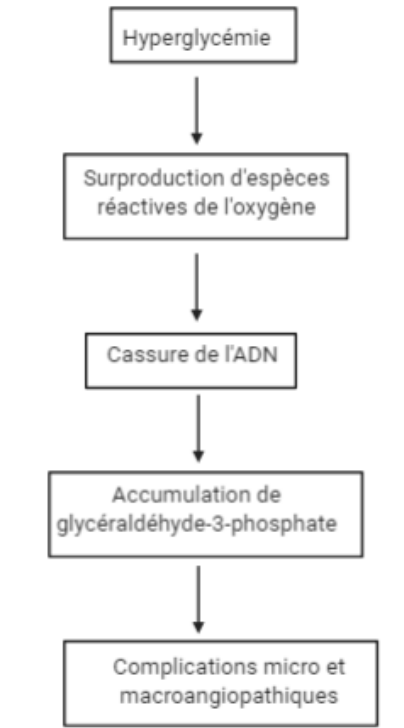 Hyperglycémie
Surproduction d'espèces
réactives de l'oxygène
Cassure de l'ADN
Accumulation de
glycéraldéhyde-3-phosphate
Complications micro et
macroangiopathiques